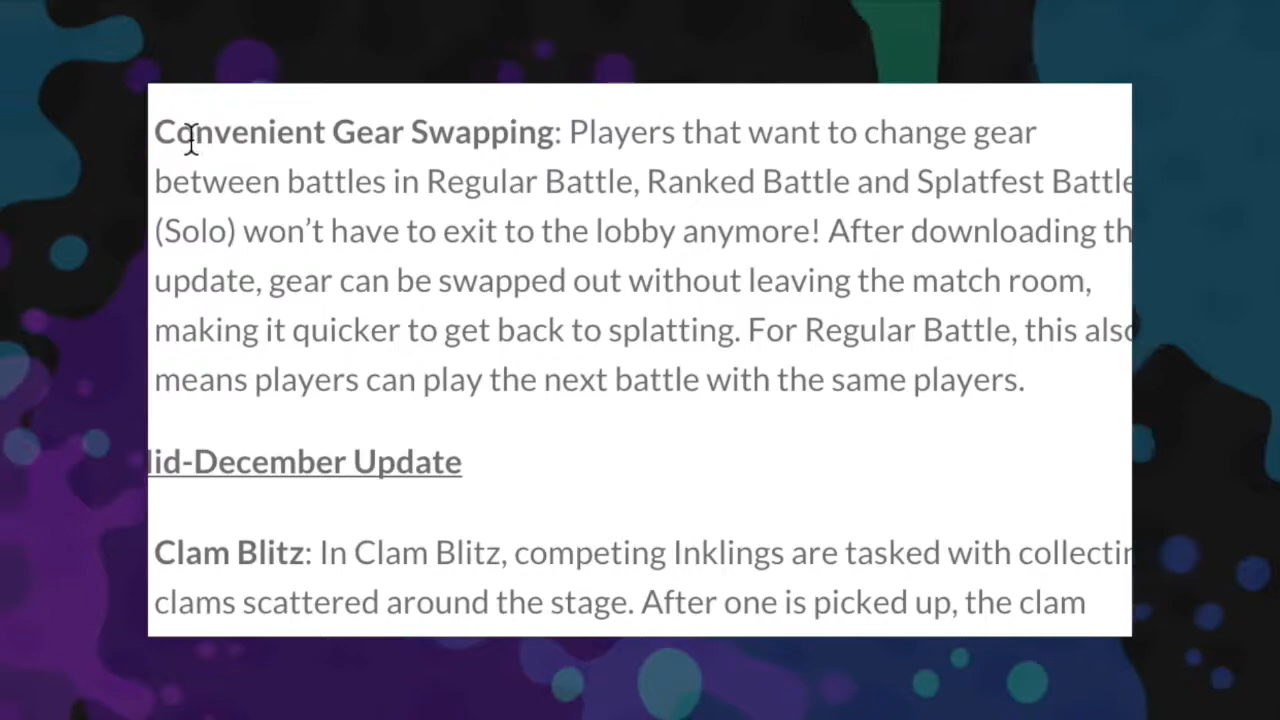 Convenient Gear Swapping: Players that want to change gear
between battles in Regular Battle, Ranked Battle and Splatfest Battle
(Solo) won’t have to exit to the lobby anymore! After downloading th
update, gear can be swapped out without leaving the match room,
making it quicker to get back to splatting. For Regular Battle, this also
means players can play the next battle with the same players.
lid-December Update
Clam Blitz: In Clam Blitz, competing Inklings are tasked with collectin
clams scattered around the stage. After one is picked up, the clam